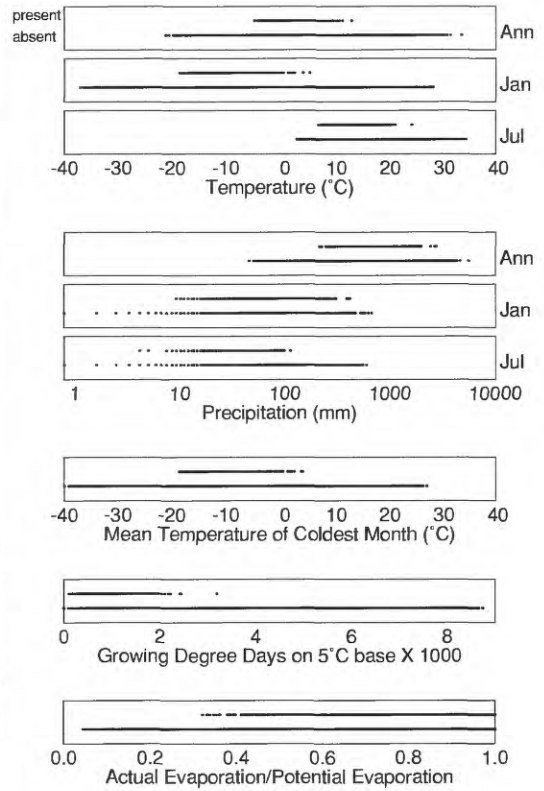 present
absent
Ann
Jan
Jul
-40 -30 -20 -10 0 10 20 30 40
Temperature (˚C)
Ann
Jan
Jul
1 10 100 1000 10000
Precipitation (mm)
-40 -30 -20 -10 0 10 20 30 40
Mean Temperature of Coldest Month (˚C)
0 2 4 6 8
Growing Degree Days on 5˚C base X 1000
0.0 0.2 0.4 0.6 0.8 1.0
Actual Evaporation/Potential Evaporation